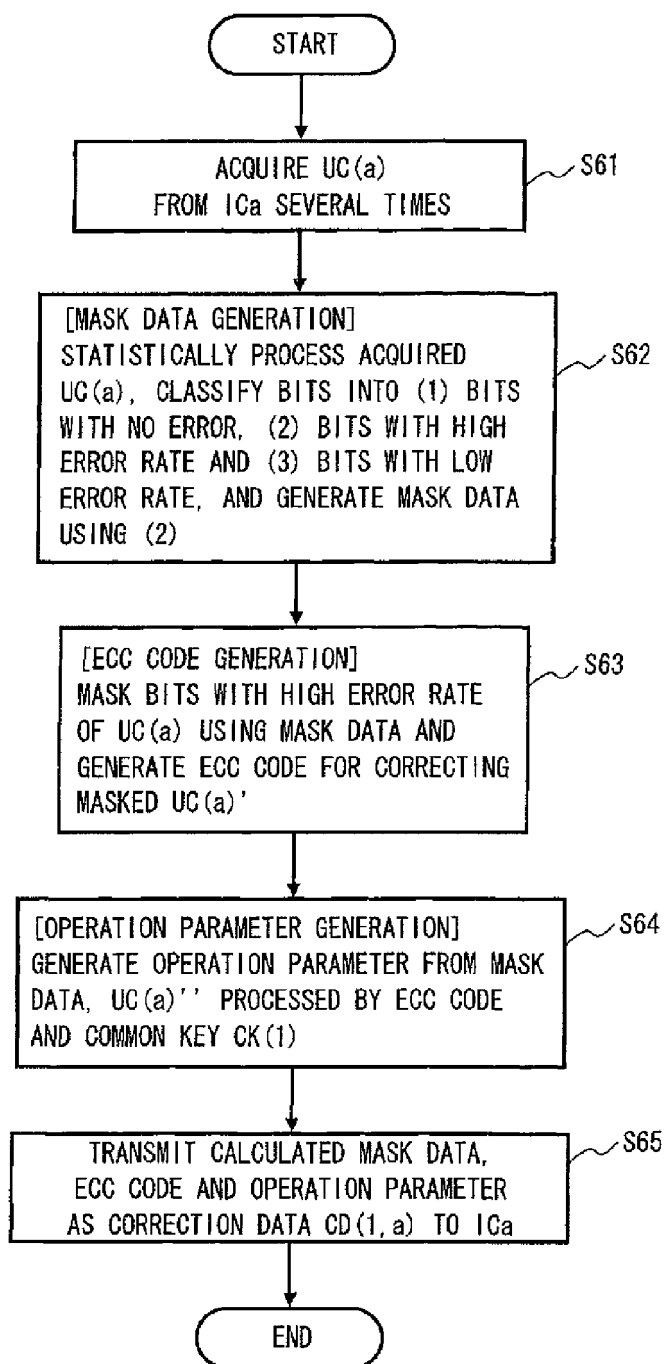 START
ACQUIRE UC(a)
FROM ICa SEVERAL TIMES
S61
[MASK DATA GENERATION]
STATISTICALLY PROCESS ACQUIRED
UC(a), CLASSIFY BITS INTO (1) BITS
WITH NO ERROR, (2) BITS WITH HIGH
ERROR RATE AND (3) BITS WITH LOW
ERROR RATE, AND GENERATE MASK DATA
USING (2)
S62
[ECC CODE GENERATION]
MASK BITS WITH HIGH ERROR RATE
OF UC(a) USING MASK DATA AND
GENERATE ECC CODE FOR CORRECTING
MASKED UC(a)'
S63
[OPERATION PARAMETER GENERATION]
GENERATE OPERATION PARAMETER FROM MASK
DATA, UC(a)'' PROCESSED BY ECC CODE
AND COMMON KEY CK(1)
S64
TRANSMIT CALCULATED MASK DATA,
ECC CODE AND OPERATION PARAMETER
AS CORRECTION DATA CD(1,a) TO ICa
S65
END